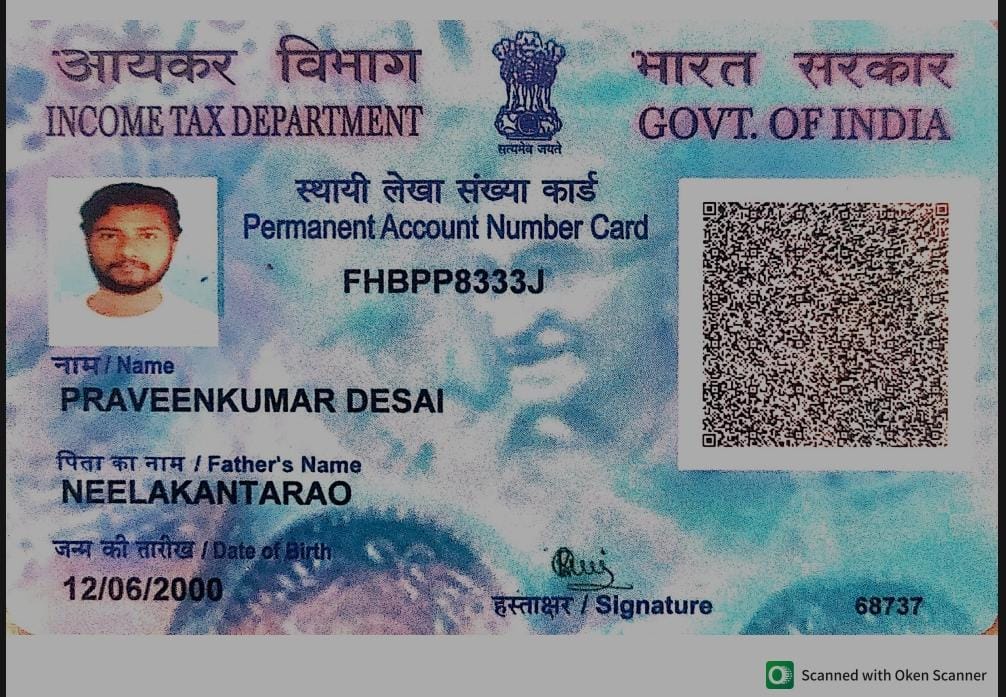 आयकर विभाग
INCOME TAX DEPARTMENT
भारत सरकार
GOVT. OF INDIA
सत्यमेव जयते
स्थायी लेखा संख्या कार्ड
Permanent Account Number Card
FHBPP8333J
नाम / Name
PRAVEENKUMAR DESAI
पिता का नाम / Father's Name
NEELAKANTARAO
जन्म की तारीख / Date of Birth
12/06/2000
हस्ताक्षर / Signature
68737
Scanned with Oken Scanner